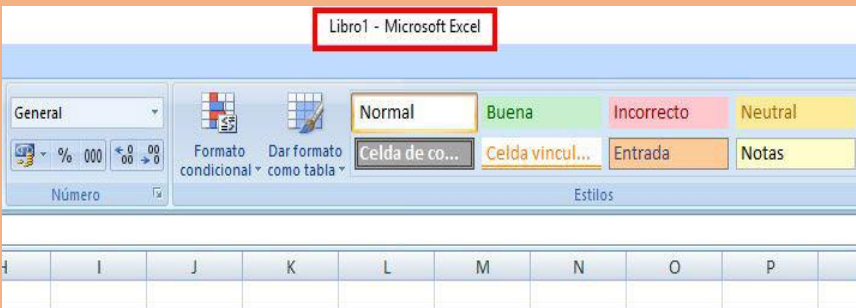 Libro1 - Microsoft Excel
General
Normal Buena Incorrecto Neutral
% 000
Formato condicional
Dar formato como tabla
Celda de co... Celda vincul... Entrada Notas
Número Estilos
I J K L M N O P